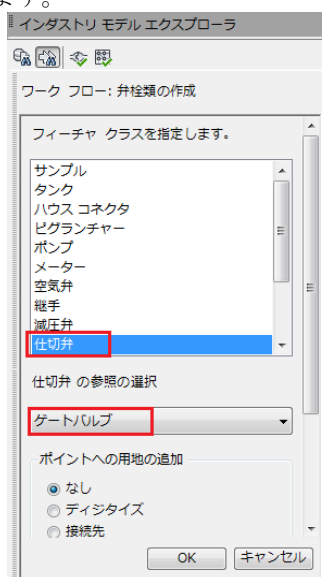 ます。
インダストリ モデル エクスプローラ
ワーク フロー: 弁栓類の作成
フィーチャ クラスを指定します。
サンプル
タンク
ハウス コネクタ
ピグランチャー
ポンプ
メーター
空気弁
継手
減圧弁
仕切弁
仕切弁 の参照の選択
ゲートバルブ
ポイントへの用地の追加
なし
ディジタイズ
接続先
OK キャンセル